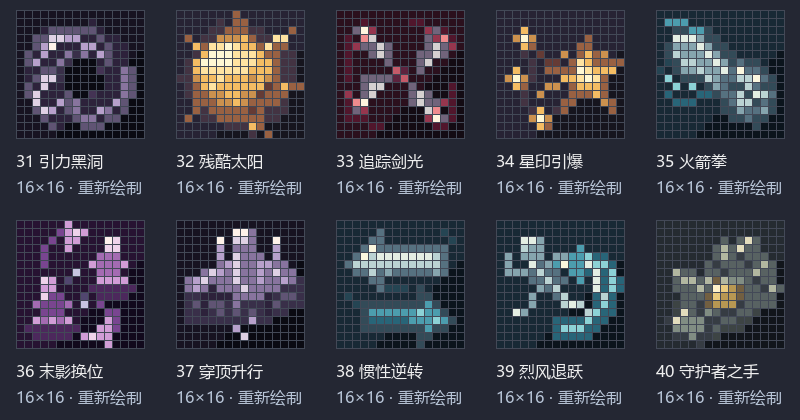 31 引力黑洞
16×16 · 重新绘制
32 残酷太阳
16×16 · 重新绘制
33 追踪剑光
16×16 · 重新绘制
34 星印引爆
16×16 · 重新绘制
35 火箭拳
16×16 · 重新绘制
36 末影换位
16×16 · 重新绘制
37 穿顶升行
16×16 · 重新绘制
38 惯性逆转
16×16 · 重新绘制
39 烈风退跃
16×16 · 重新绘制
40 守护者之手
16×16 · 重新绘制